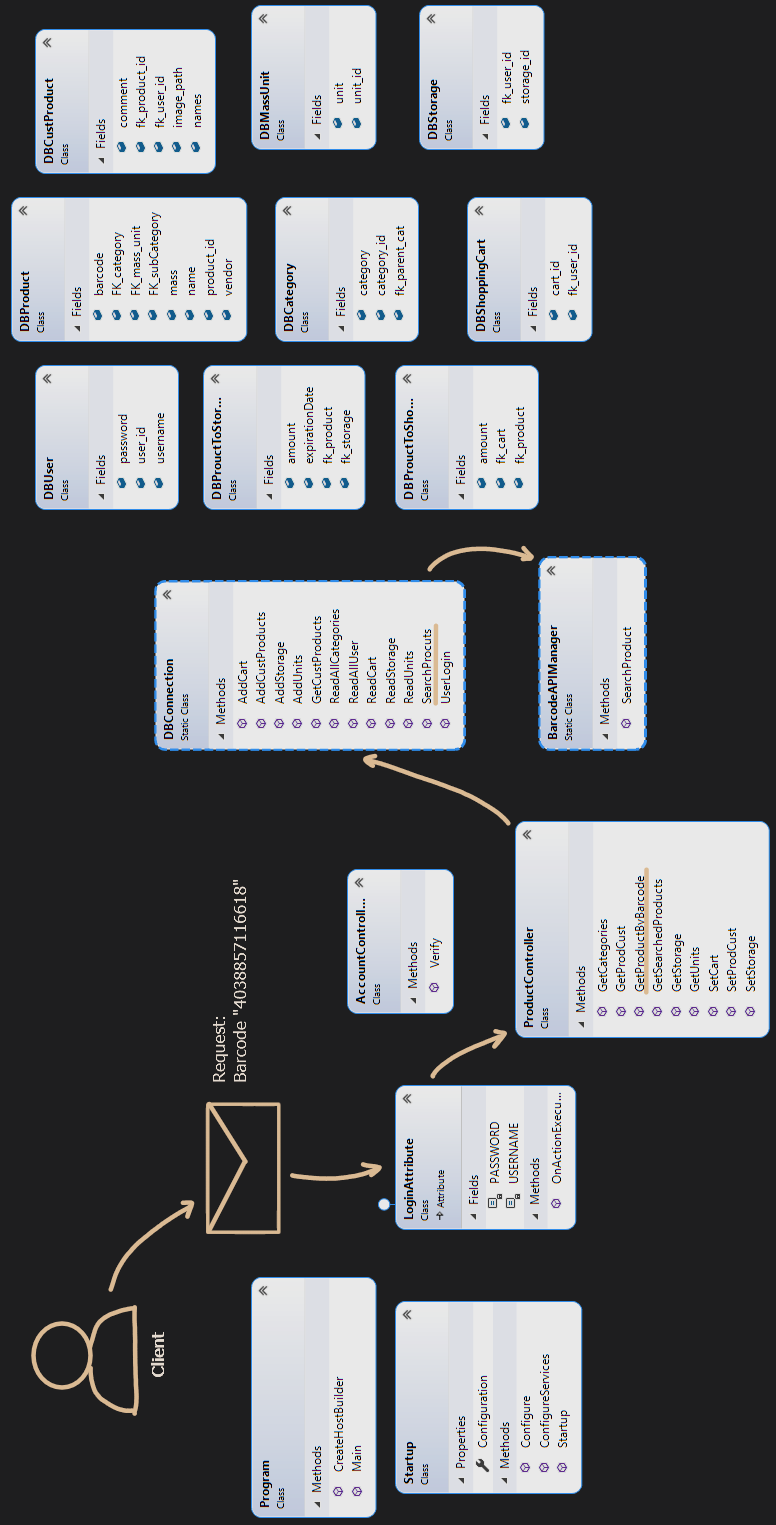 Client
Request:
Barcode "4038857116618"
Program
Class
Methods
CreateHostBuilder
Main
Startup
Class
Properties
Configuration
Methods
Configure
ConfigureServices
Startup
LoginAttribute
Class
Attribute
Fields
PASSWORD
USERNAME
Methods
OnActionExecu...
AccountControll...
Class
Methods
Verify
ProductController
Class
Methods
GetCategories
GetProdCust
GetProductByBarcode
GetSearchedProducts
GetStorage
GetUnits
SetCart
SetProdCust
SetStorage
DBConnection
Static Class
Methods
AddCart
AddCustProducts
AddStorage
AddUnits
GetCustProducts
ReadAllCategories
ReadAllUser
ReadCart
ReadStorage
ReadUnits
SearchProcuts
UserLogin
BarcodeAPIManager
Static Class
Methods
SearchProduct
DBUser
Class
Fields
password
user_id
username
DBProuctToStor...
Class
Fields
amount
expirationDate
fk_product
fk_storage
DBProuctToSho...
Class
Fields
amount
fk_cart
fk_product
DBProduct
Class
Fields
barcode
FK_category
FK_mass_unit
FK_subCategory
mass
name
product_id
vendor
DBCategory
Class
Fields
category
category_id
fk_parent_cat
DBShoppingCart
Class
Fields
cart_id
fk_user_id
DBCustProduct
Class
Fields
comment
fk_product_id
fk_user_id
image_path
names
DBMassUnit
Class
Fields
unit
unit_id
DBStorage
Class
Fields
fk_user_id
storage_id